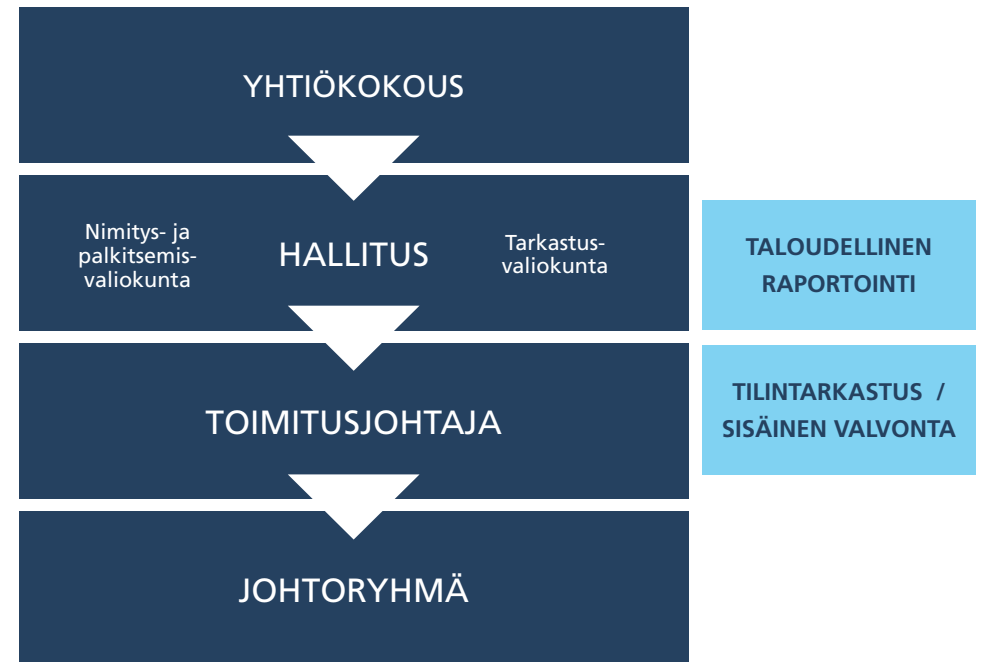 YHTIÖKOKOUS
Nimitys- ja
palkitsemis-
valiokunta
HALLITUS
Tarkastus-
valiokunta
TALOUDELLINEN
RAPORTOINTI
TOIMITUSJOHTAJA
TILINTARKASTUS /
SISÄINEN VALVONTA
JOHTORYHMÄ